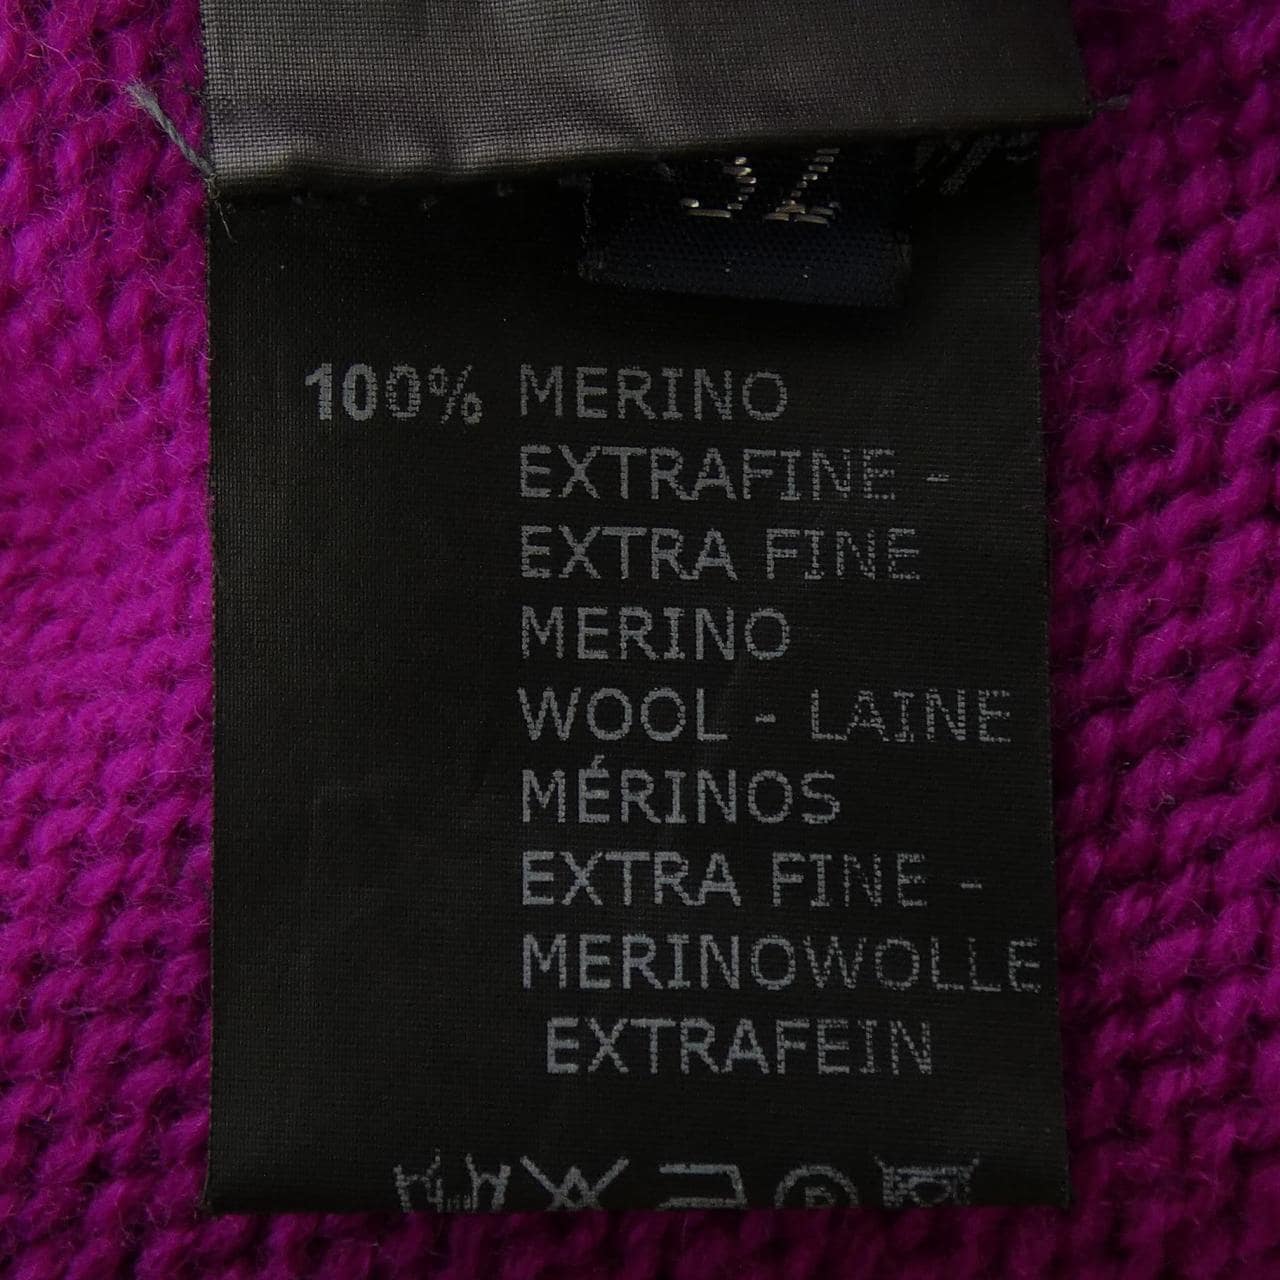 100% MERINO
EXTRAFINE -
EXTRA FINE
MERINO
WOOL - LAINE
MÉRINOS
EXTRA FINE -
MERINOWOLLE
EXTRAFEIN